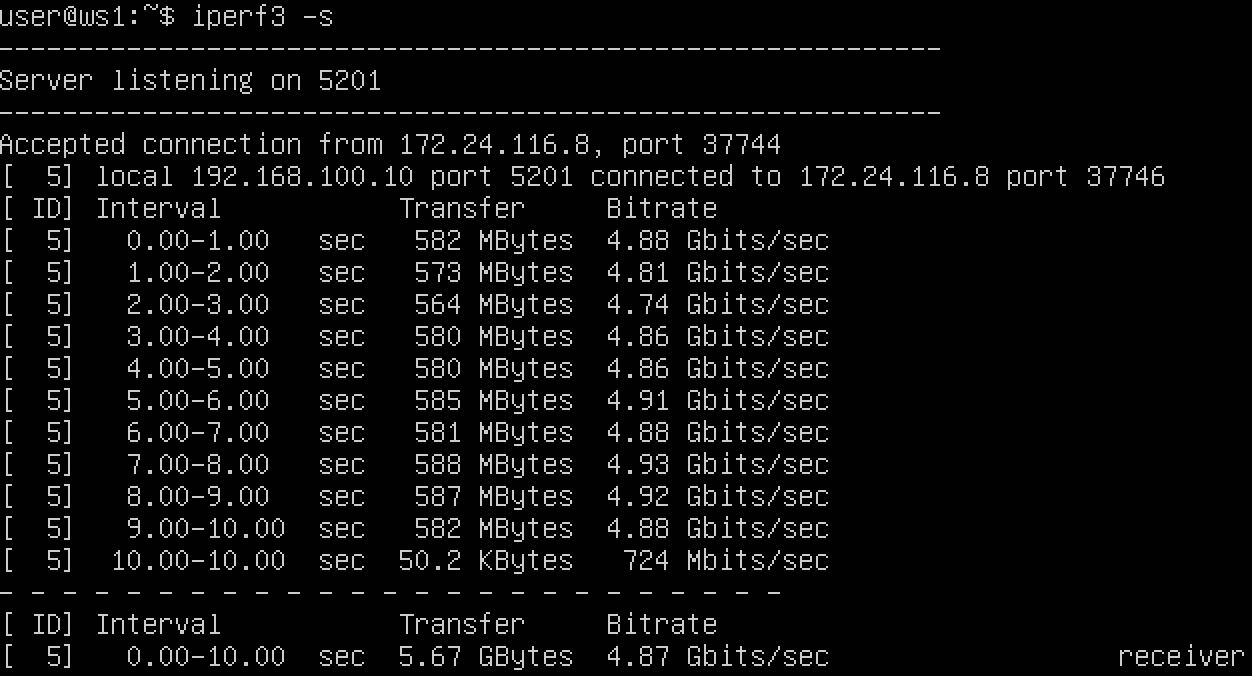 user@ws1:~$ iperf3 -s
-----------------------------------------------------------
Server listening on 5201
-----------------------------------------------------------
Accepted connection from 172.24.116.8, port 37744
[  5] local 192.168.100.10 port 5201 connected to 172.24.116.8 port 37746
[ ID] Interval           Transfer     Bitrate
[  5]   0.00-1.00   sec   582 MBytes  4.88 Gbits/sec
[  5]   1.00-2.00   sec   573 MBytes  4.81 Gbits/sec
[  5]   2.00-3.00   sec   564 MBytes  4.74 Gbits/sec
[  5]   3.00-4.00   sec   580 MBytes  4.86 Gbits/sec
[  5]   4.00-5.00   sec   580 MBytes  4.86 Gbits/sec
[  5]   5.00-6.00   sec   585 MBytes  4.91 Gbits/sec
[  5]   6.00-7.00   sec   581 MBytes  4.88 Gbits/sec
[  5]   7.00-8.00   sec   588 MBytes  4.93 Gbits/sec
[  5]   8.00-9.00   sec   587 MBytes  4.92 Gbits/sec
[  5]   9.00-10.00  sec   582 MBytes  4.88 Gbits/sec
[  5]  10.00-10.00  sec  50.2 KBytes   724 Mbits/sec
- - - - - - - - - - - - - - - - - - - - - - - - -
[ ID] Interval           Transfer     Bitrate
[  5]   0.00-10.00  sec  5.67 GBytes  4.87 Gbits/sec                  receiver